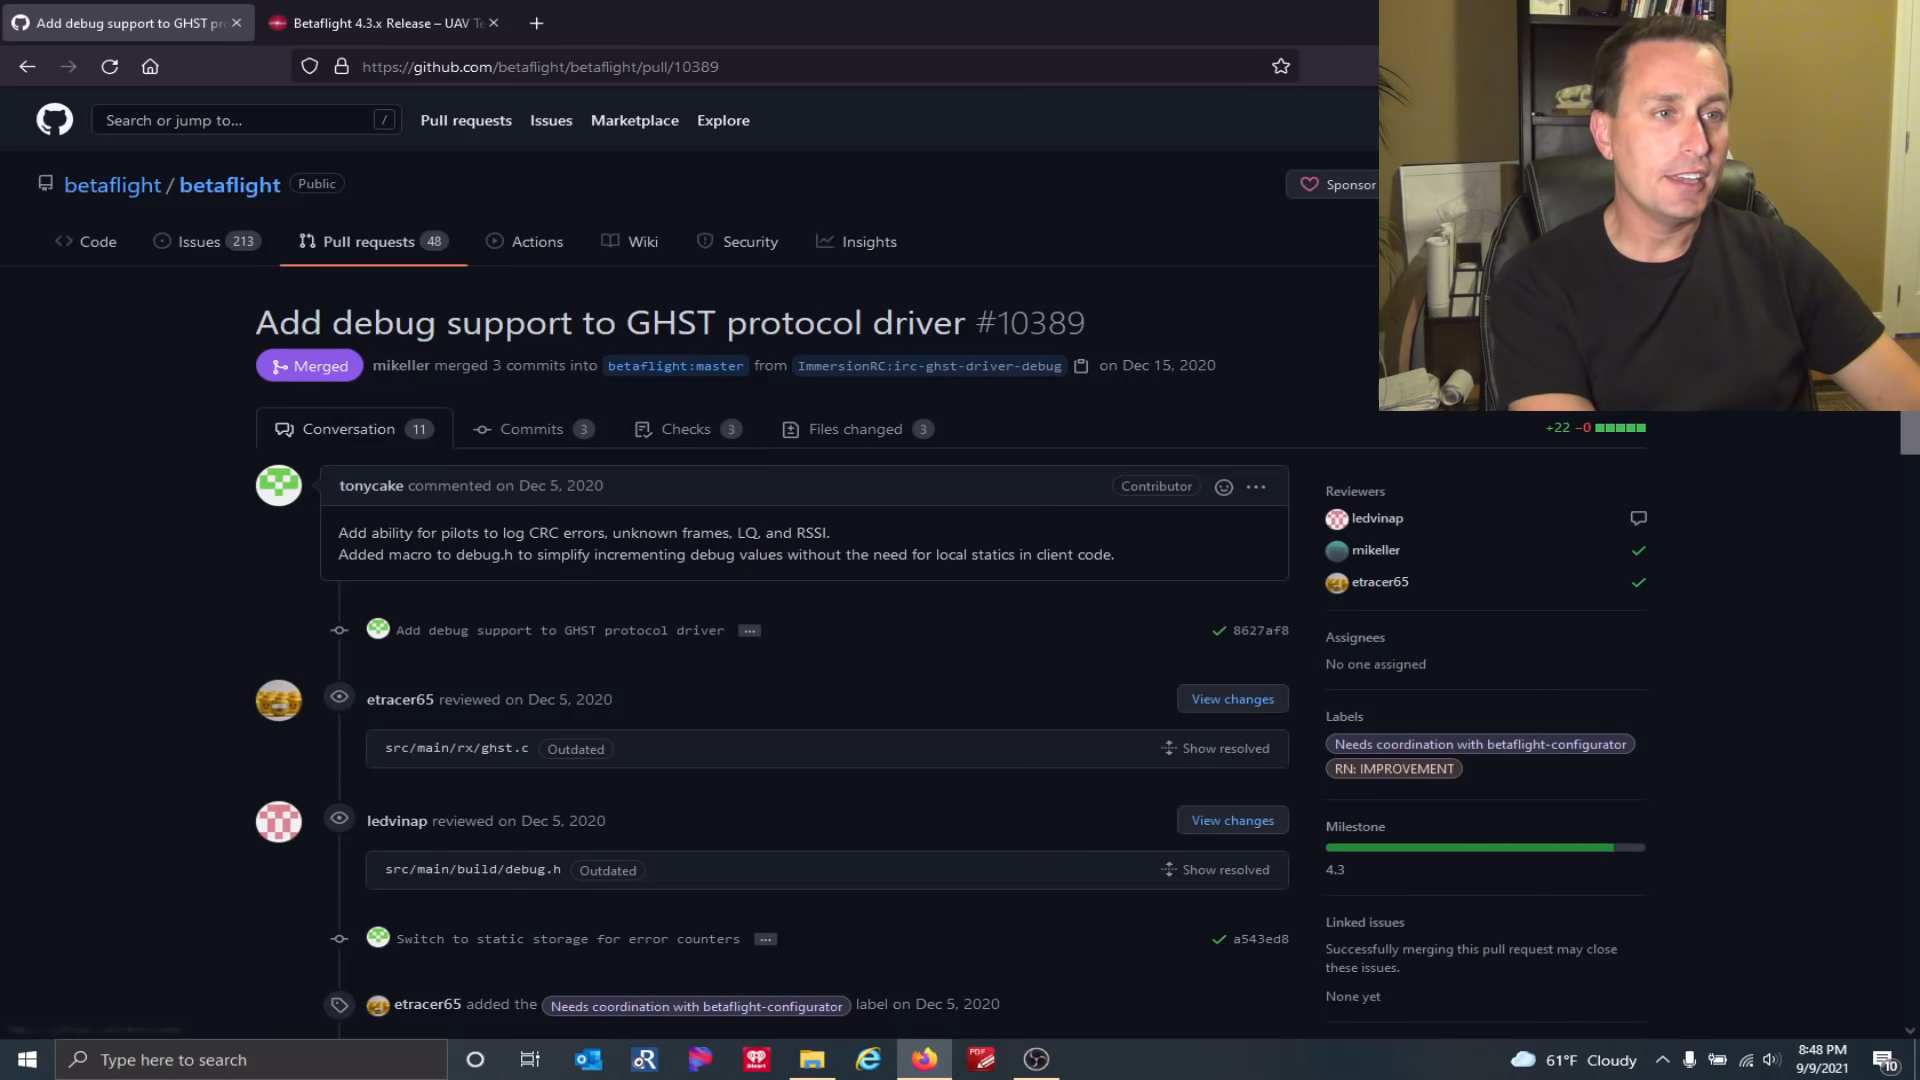 Add debug support to GHST pr
Betaflight 4.3.x Release – UAV Te
https://github.com/betaflight/betaflight/pull/10389
Search or jump to...
/
Pull requests
Issues
Marketplace
Explore
betaflight / betaflight
Public
Sponsor
Code
Issues 213
Pull requests 48
Actions
Wiki
Security
Insights
Add debug support to GHST protocol driver #10389
Merged
mikeller merged 3 commits into betaflight:master from ImmersionRC:irc-ghst-driver-debug on Dec 15, 2020
Conversation 11
Commits 3
Checks 3
Files changed 3
+22 −0
tonycake commented on Dec 5, 2020
Contributor
Add ability for pilots to log CRC errors, unknown frames, LQ, and RSSI.
Added macro to debug.h to simplify incrementing debug values without the need for local statics in client code.
Add debug support to GHST protocol driver
8627af8
etracer65 reviewed on Dec 5, 2020
View changes
src/main/rx/ghst.c Outdated
Show resolved
ledvinap reviewed on Dec 5, 2020
View changes
src/main/build/debug.h Outdated
Show resolved
Switch to static storage for error counters
a543ed8
etracer65 added the Needs coordination with betaflight-configurator label on Dec 5, 2020
Reviewers
ledvinap
mikeller
etracer65
Assignees
No one assigned
Labels
Needs coordination with betaflight-configurator
RN: IMPROVEMENT
Milestone
4.3
Linked issues
Successfully merging this pull request may close
these issues.
None yet
Type here to search
61°F Cloudy
8:48 PM
9/9/2021
10